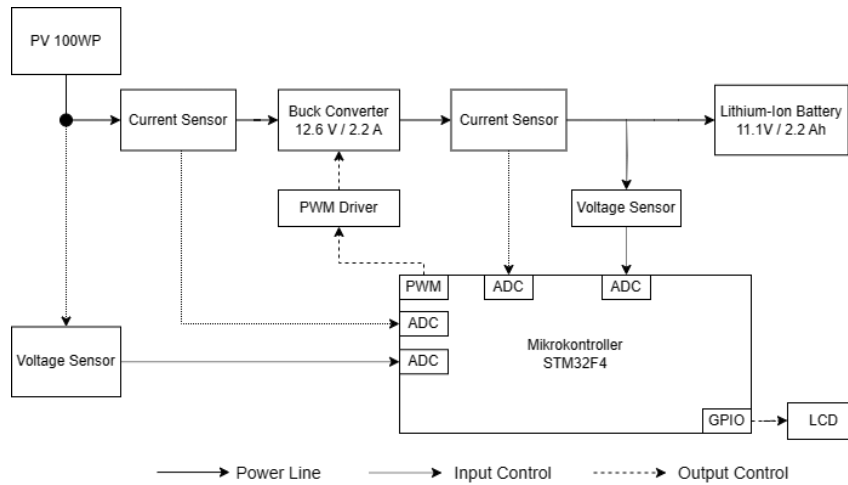 PV 100WP
Current Sensor
Buck Converter
12.6 V / 2.2 A
Current Sensor
Lithium-Ion Battery
11.1V / 2.2 Ah
PWM Driver
Voltage Sensor
PWM
ADC
ADC
ADC
Voltage Sensor
ADC
Mikrokontroller
STM32F4
GPIO
LCD
Power Line
Input Control
Output Control